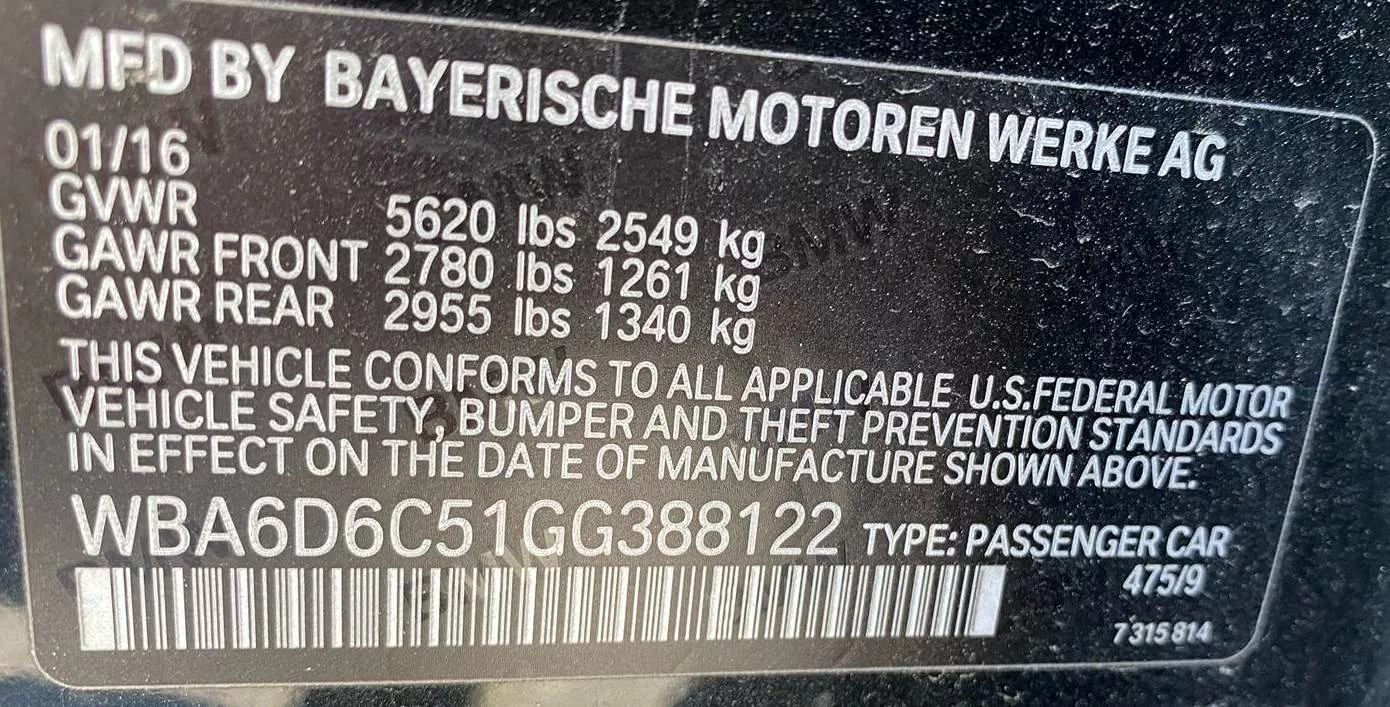 MFD BY BAYERISCHE MOTOREN WERKE AG
01/16
GVWR 5620 lbs 2549 kg
GAWR FRONT 2780 lbs 1261 kg
GAWR REAR 2955 lbs 1340 kg
THIS VEHICLE CONFORMS TO ALL APPLICABLE U.S.FEDERAL MOTOR
VEHICLE SAFETY, BUMPER AND THEFT PREVENTION STANDARDS
IN EFFECT ON THE DATE OF MANUFACTURE SHOWN ABOVE.
WBA6D6C51GG388122 TYPE: PASSENGER CAR
475/9
7 315 814